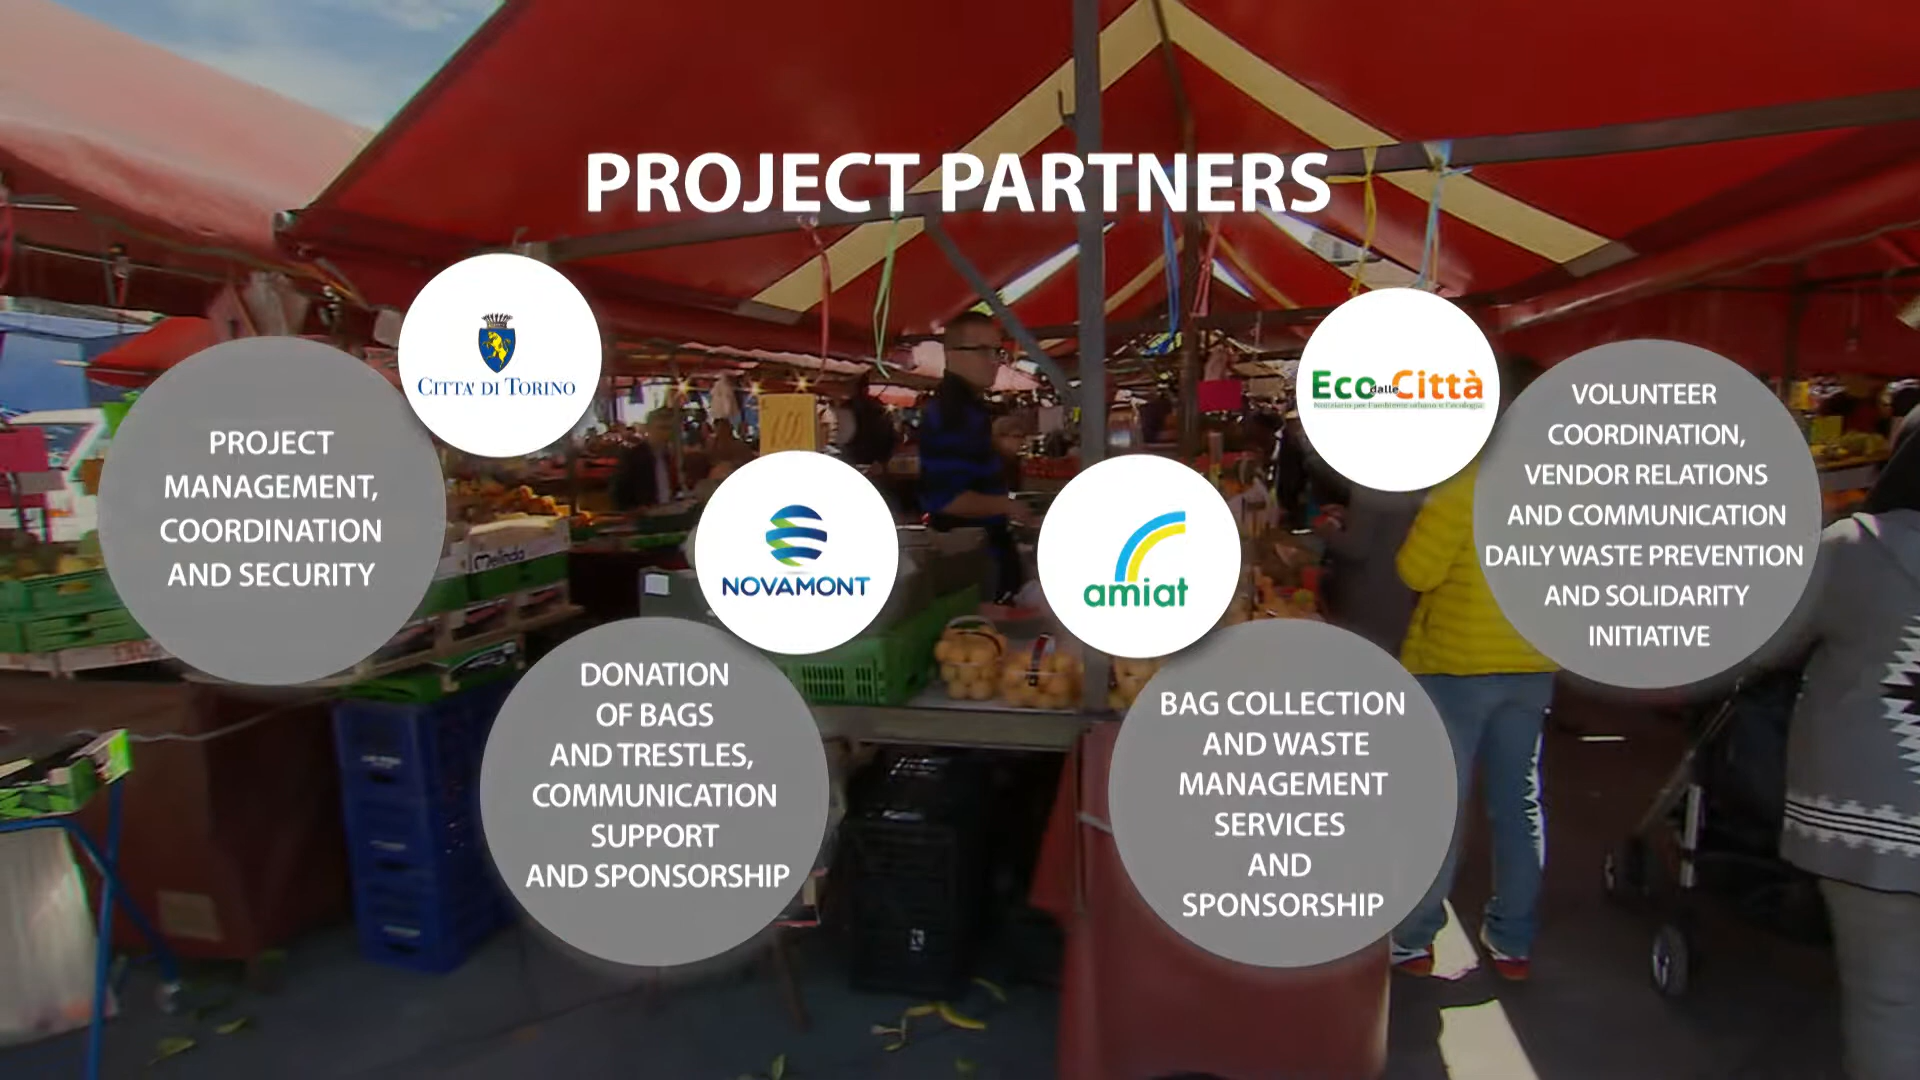 PROJECT PARTNERS
CITTA' DI TORINO
PROJECT
MANAGEMENT,
COORDINATION
AND SECURITY
NOVAMONT
DONATION
OF BAGS
AND TRESTLES,
COMMUNICATION
SUPPORT
AND SPONSORSHIP
amiat
BAG COLLECTION
AND WASTE
MANAGEMENT
SERVICES
AND
SPONSORSHIP
Eco dalle Città
VOLUNTEER
COORDINATION,
VENDOR RELATIONS
AND COMMUNICATION
DAILY WASTE PREVENTION
AND SOLIDARITY
INITIATIVE
Melinda